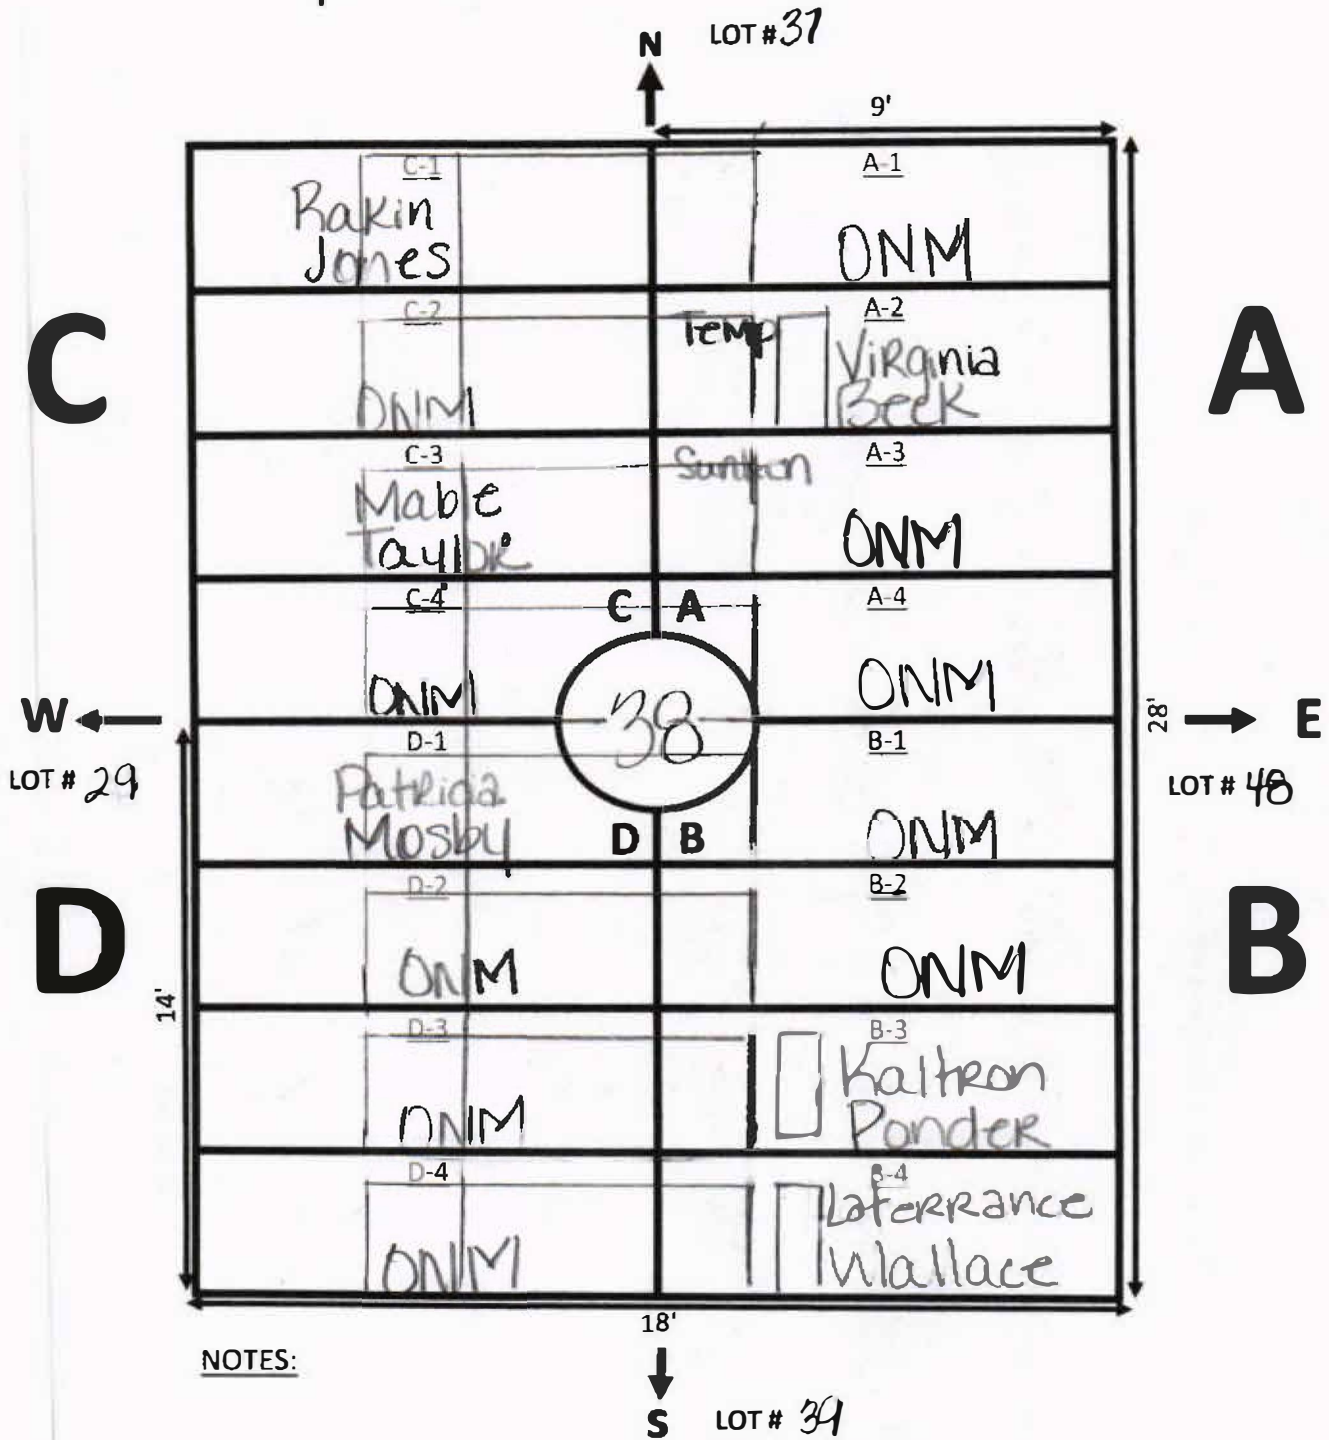 LOT # 37
N
9'
C-1
A-1
Rakin
Jones
ONM
C-2
A-2
Temp
Virginia
Beck
ONM
C
A
C-3
A-3
Mable
Taylor
ONM
C-4
C A
A-4
ONM
ONM
W
38
28'
E
D-1
B-1
LOT # 29
LOT # 48
Patricia
Mosby
D B
ONM
D-2
B-2
D
B
ONM
ONM
14'
D-3
B-3
ONM
Kaltron
Ponder
D-4
B-4
ONM
Laterrance
Wallace
18'
NOTES:
S
LOT # 39